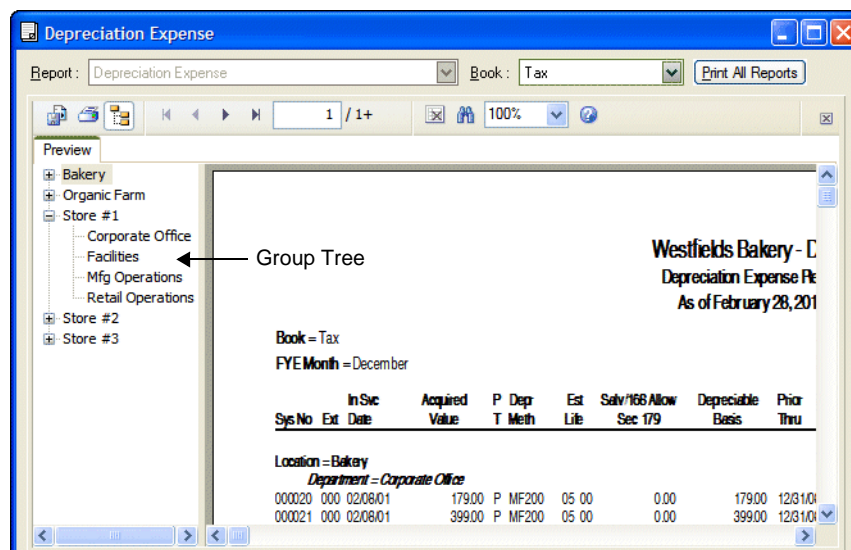 Depreciation Expense
Report : Depreciation Expense Book : Tax Print All Reports
1 / 1+ 100%
Preview
Bakery
Organic Farm
Store #1
Corporate Office
Facilities
Mfg Operations
Retail Operations
Store #2
Store #3
Group Tree
Westfields Bakery - D
Depreciation Expense Re
As of February 28, 201
Book = Tax
FYE Month = December
In Svc Acquired P Depr Est Salv/168 Allow Depreciable Prior
Sys No Ext Date Value T Meth Life Sec 179 Basis Thru
Location = Bakery
Department = Corporate Office
000020 000 02/08/01 179.00 P MF200 05 00 0.00 179.00 12/31/0
000021 000 02/08/01 399.00 P MF200 05 00 0.00 399.00 12/31/0